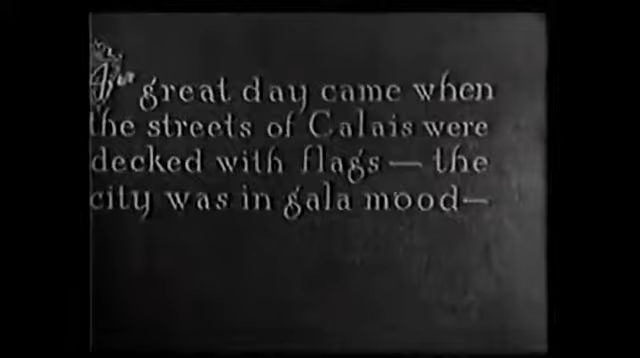 great day came when
the streets of Calais were
decked with flags — the
city was in gala mood—